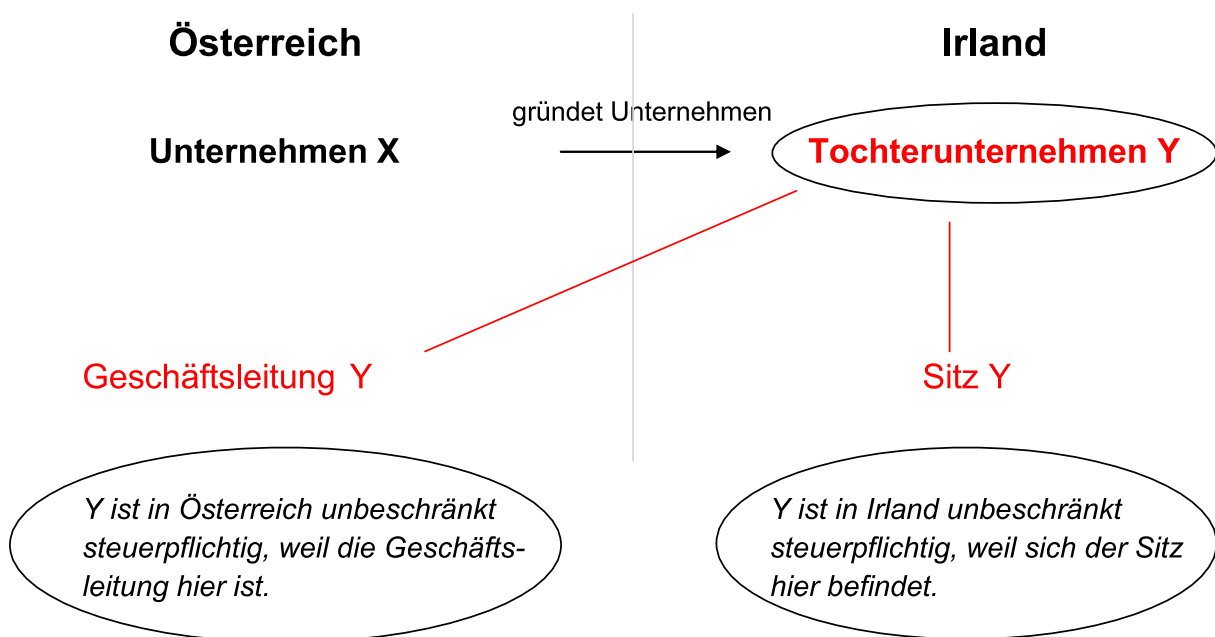 Österreich
Irland
gründet Unternehmen
Unternehmen X
Tochterunternehmen Y
Geschäftsleitung Y
Sitz Y
Y ist in Österreich unbeschränkt
steuerpflichtig, weil die Geschäfts-
leitung hier ist.
Y ist in Irland unbeschränkt
steuerpflichtig, weil sich der Sitz
hier befindet.